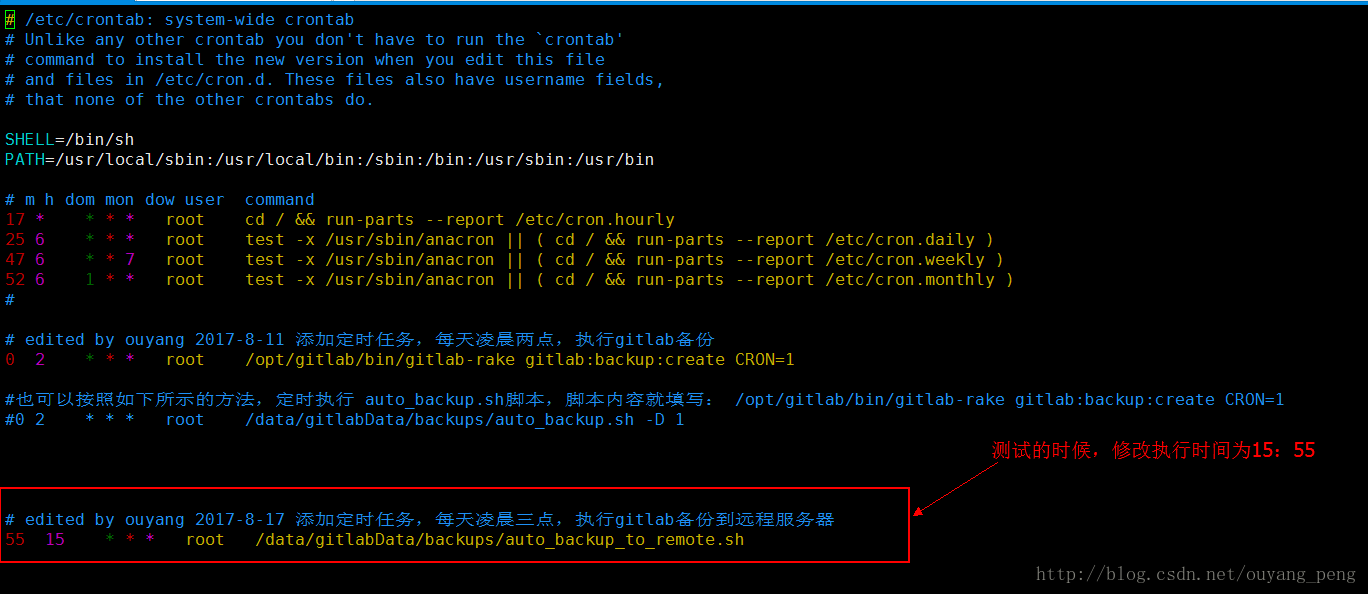 # /etc/crontab: system-wide crontab
# Unlike any other crontab you don't have to run the `crontab'
# command to install the new version when you edit this file
# and files in /etc/cron.d. These files also have username fields,
# that none of the other crontabs do.
SHELL=/bin/sh
PATH=/usr/local/sbin:/usr/local/bin:/sbin:/bin:/usr/sbin:/usr/bin
# m h dom mon dow user  command
17 *    * * *   root    cd / && run-parts --report /etc/cron.hourly
25 6    * * *   root    test -x /usr/sbin/anacron || ( cd / && run-parts --report /etc/cron.daily )
47 6    * * 7   root    test -x /usr/sbin/anacron || ( cd / && run-parts --report /etc/cron.weekly )
52 6    1 * *   root    test -x /usr/sbin/anacron || ( cd / && run-parts --report /etc/cron.monthly )
#
# edited by ouyang 2017-8-11 添加定时任务，每天凌晨两点，执行gitlab备份
0  2    * * *   root    /opt/gitlab/bin/gitlab-rake gitlab:backup:create CRON=1
#也可以按照如下所示的方法，定时执行 auto_backup.sh脚本，脚本内容就填写： /opt/gitlab/bin/gitlab-rake gitlab:backup:create CRON=1
#0 2    * * *   root    /data/gitlabData/backups/auto_backup.sh -D 1
测试的时候，修改执行时间为15：55
# edited by ouyang 2017-8-17 添加定时任务，每天凌晨三点，执行gitlab备份到远程服务器
55  15    * * *   root   /data/gitlabData/backups/auto_backup_to_remote.sh
http://blog.csdn.net/ouyang_peng